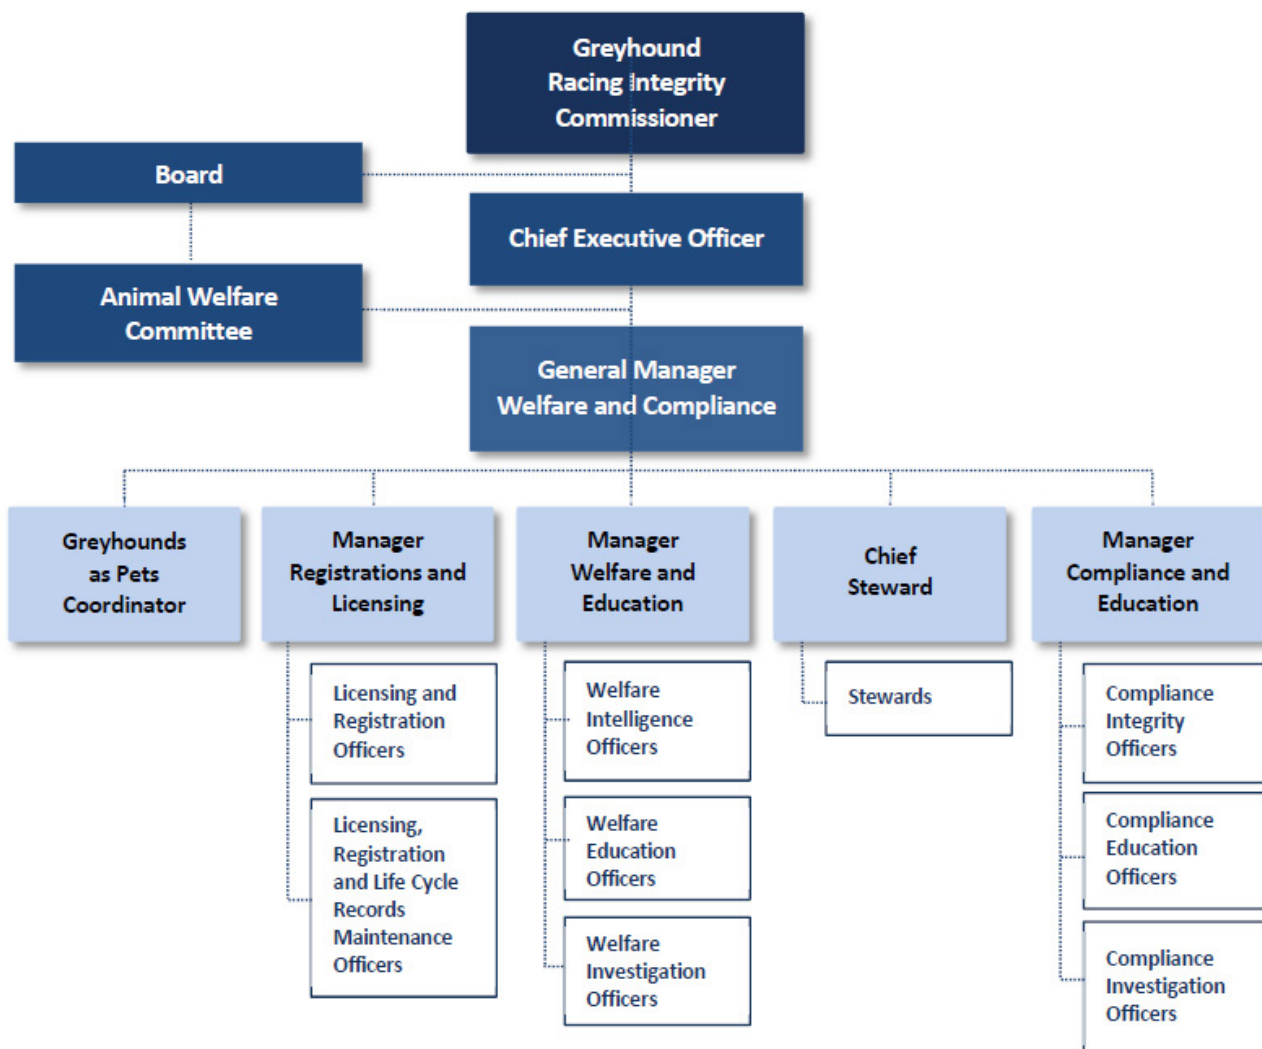 Greyhound
Racing Integrity
Commissioner
Board
Chief Executive Officer
Animal Welfare
Committee
General Manager
Welfare and Compliance
Greyhounds
as Pets
Coordinator
Manager
Registrations and
Licensing
Manager
Welfare and
Education
Chief
Steward
Manager
Compliance and
Education
Licensing and
Registration
Officers
Licensing,
Registration
and Life Cycle
Records
Maintenance
Officers
Welfare
Intelligence
Officers
Welfare
Education
Officers
Welfare
Investigation
Officers
Stewards
Compliance
Integrity
Officers
Compliance
Education
Officers
Compliance
Investigation
Officers